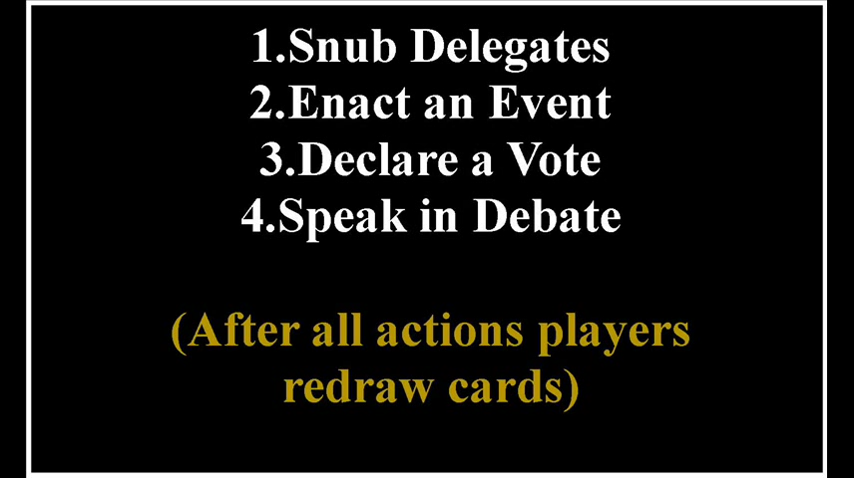 1.Snub Delegates
2.Enact an Event
3.Declare a Vote
4.Speak in Debate
(After all actions players
redraw cards)